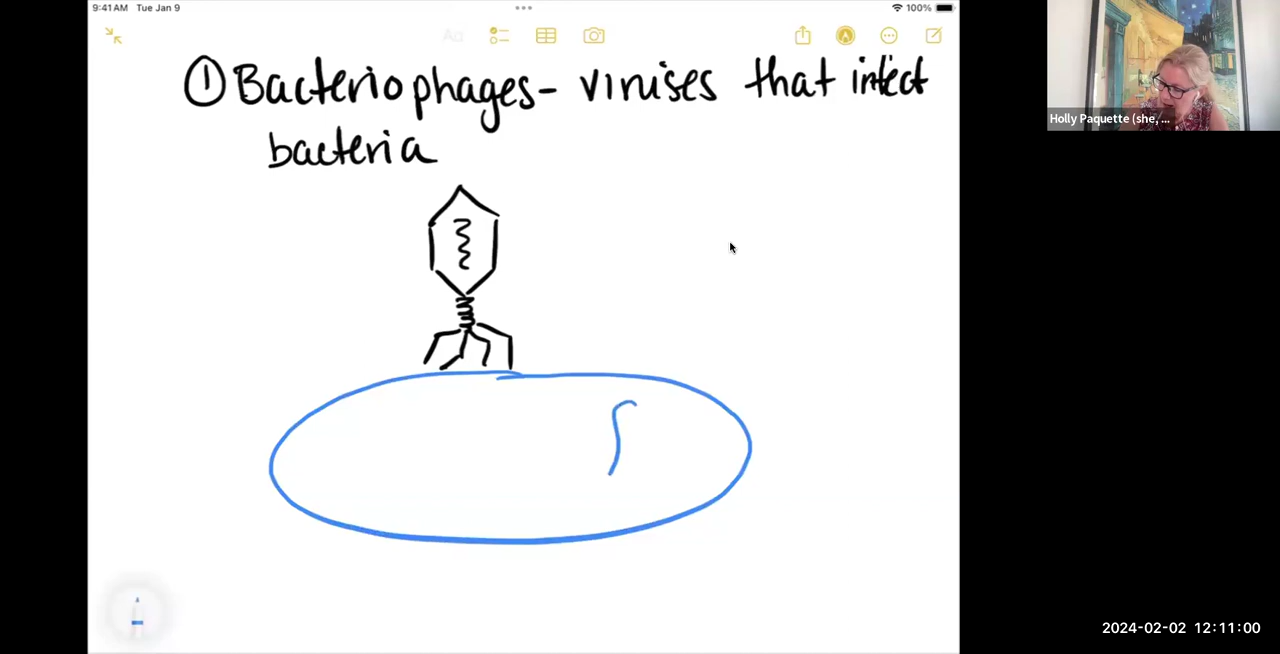 9:41 AM Tue Jan 9
100%
Aa
① Bacteriophages- viruses that infect
bacteria
Holly Paquette (she, ...
2024-02-02 12:11:00